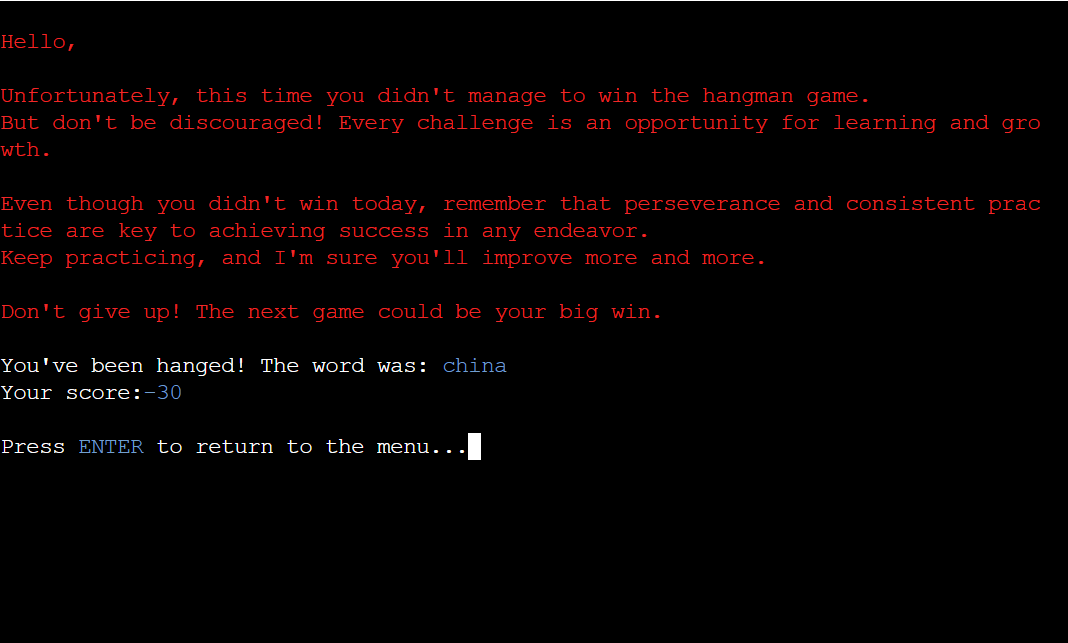 Hello,
Unfortunately, this time you didn't manage to win the hangman game.
But don't be discouraged! Every challenge is an opportunity for learning and gro
wth.
Even though you didn't win today, remember that perseverance and consistent prac
tice are key to achieving success in any endeavor.
Keep practicing, and I'm sure you'll improve more and more.
Don't give up! The next game could be your big win.
You've been hanged! The word was: china
Your score:-30
Press ENTER to return to the menu...